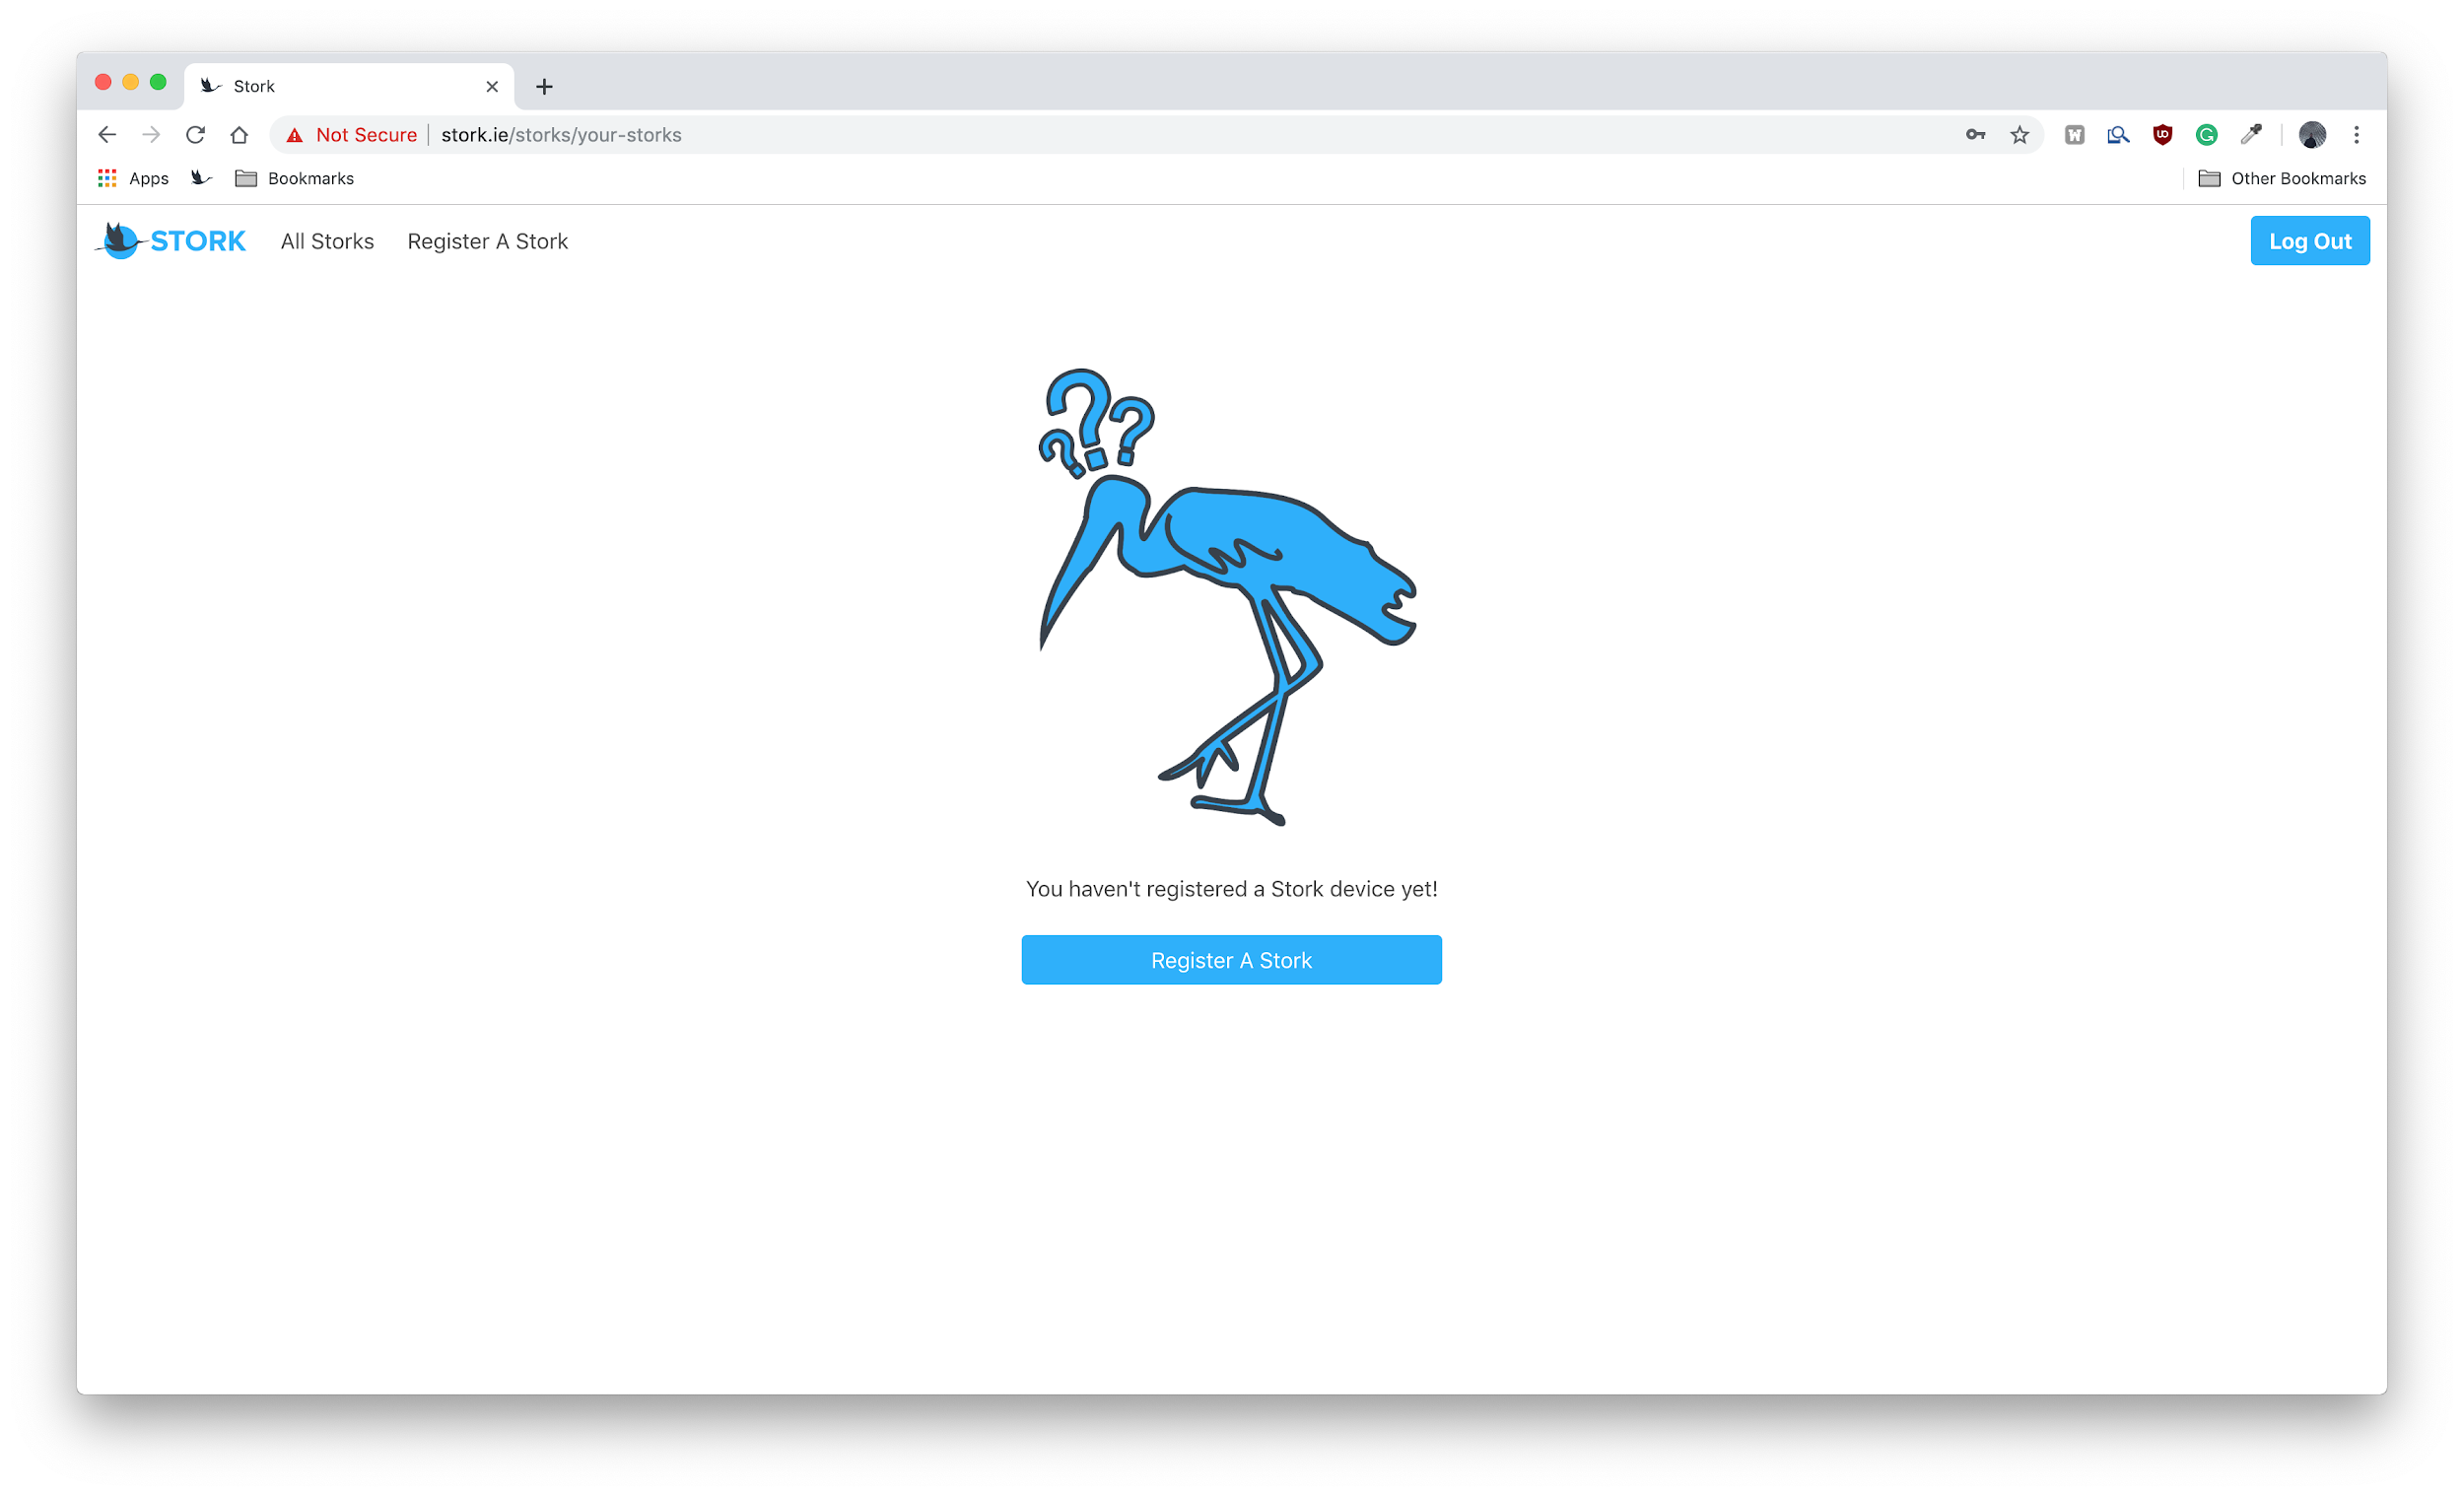 Stork
Not Secure | stork.ie/storks/your-storks
Apps
Bookmarks
Other Bookmarks
STORK
All Storks
Register A Stork
Log Out
???
You haven't registered a Stork device yet!
Register A Stork